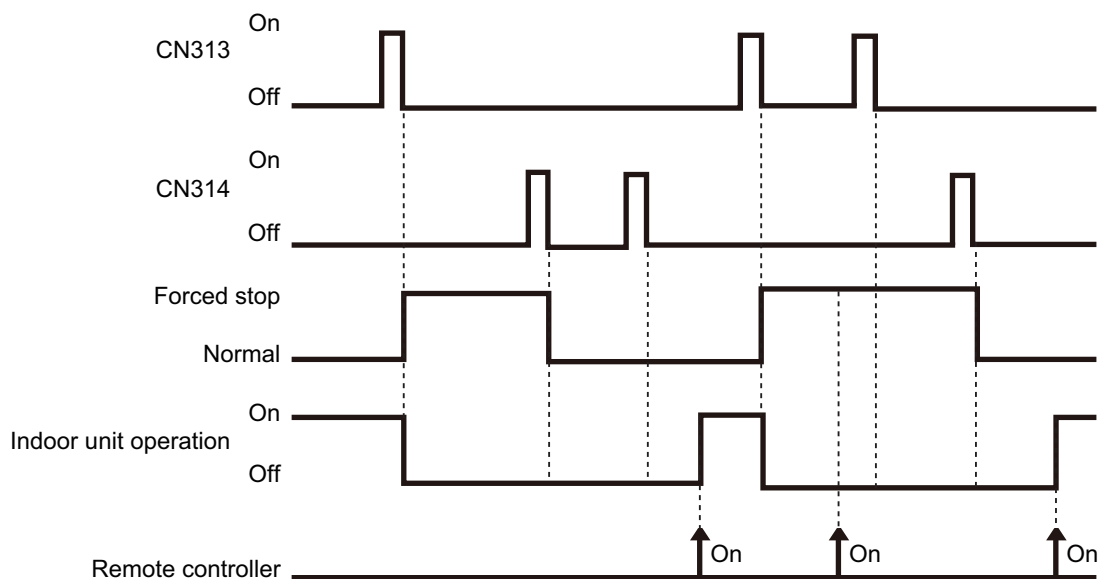 On
CN313
Off
On
CN314
Off
Forced stop
Normal
On
Indoor unit operation
Off
On
On
On
Remote controller